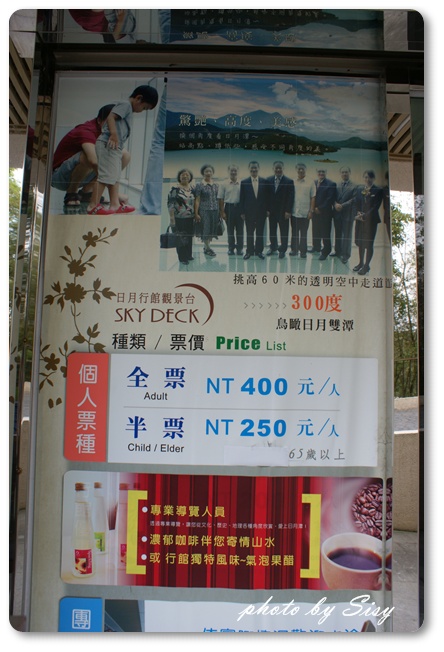 驚艷‧高度‧美感
挑高60米的透明空中走道
日月行館觀景台
SKY DECK
>>>>>> 300度
鳥瞰日月雙潭
種類 / 票價 Price List
個人票種
全票 NT 400 元/人
Adult
半票 NT 250 元/人
Child / Elder
65歲以上
•專業導覽人員
•濃郁咖啡伴您寄情山水
•或 行館獨特風味~氣泡果醋
團
photo by Sisy